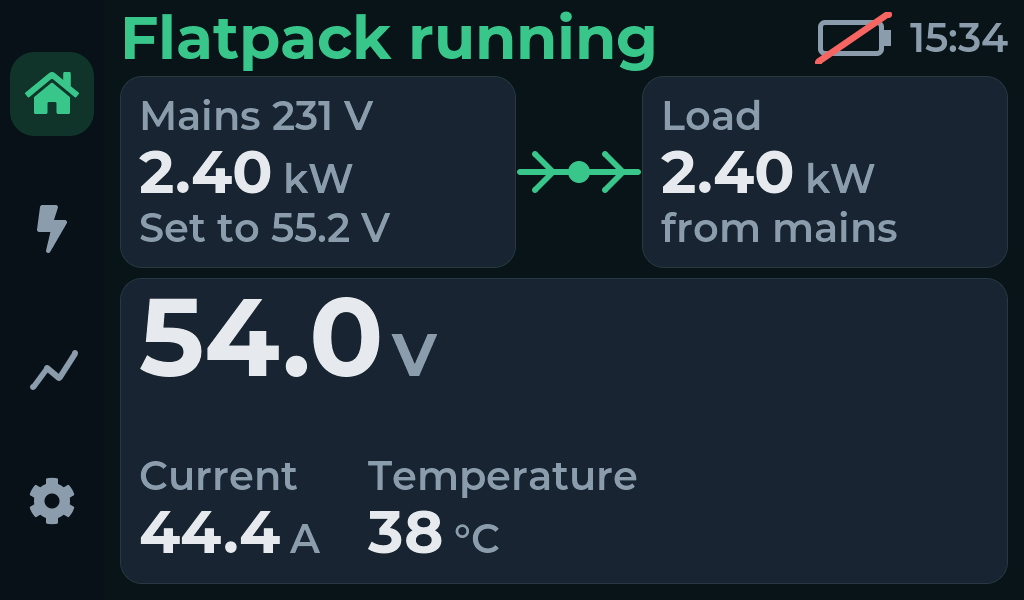 Flatpack running
15:34
Mains 231 V
2.40 kW
Set to 55.2 V
Load
2.40 kW
from mains
54.0 V
Current
44.4 A
Temperature
38 °C